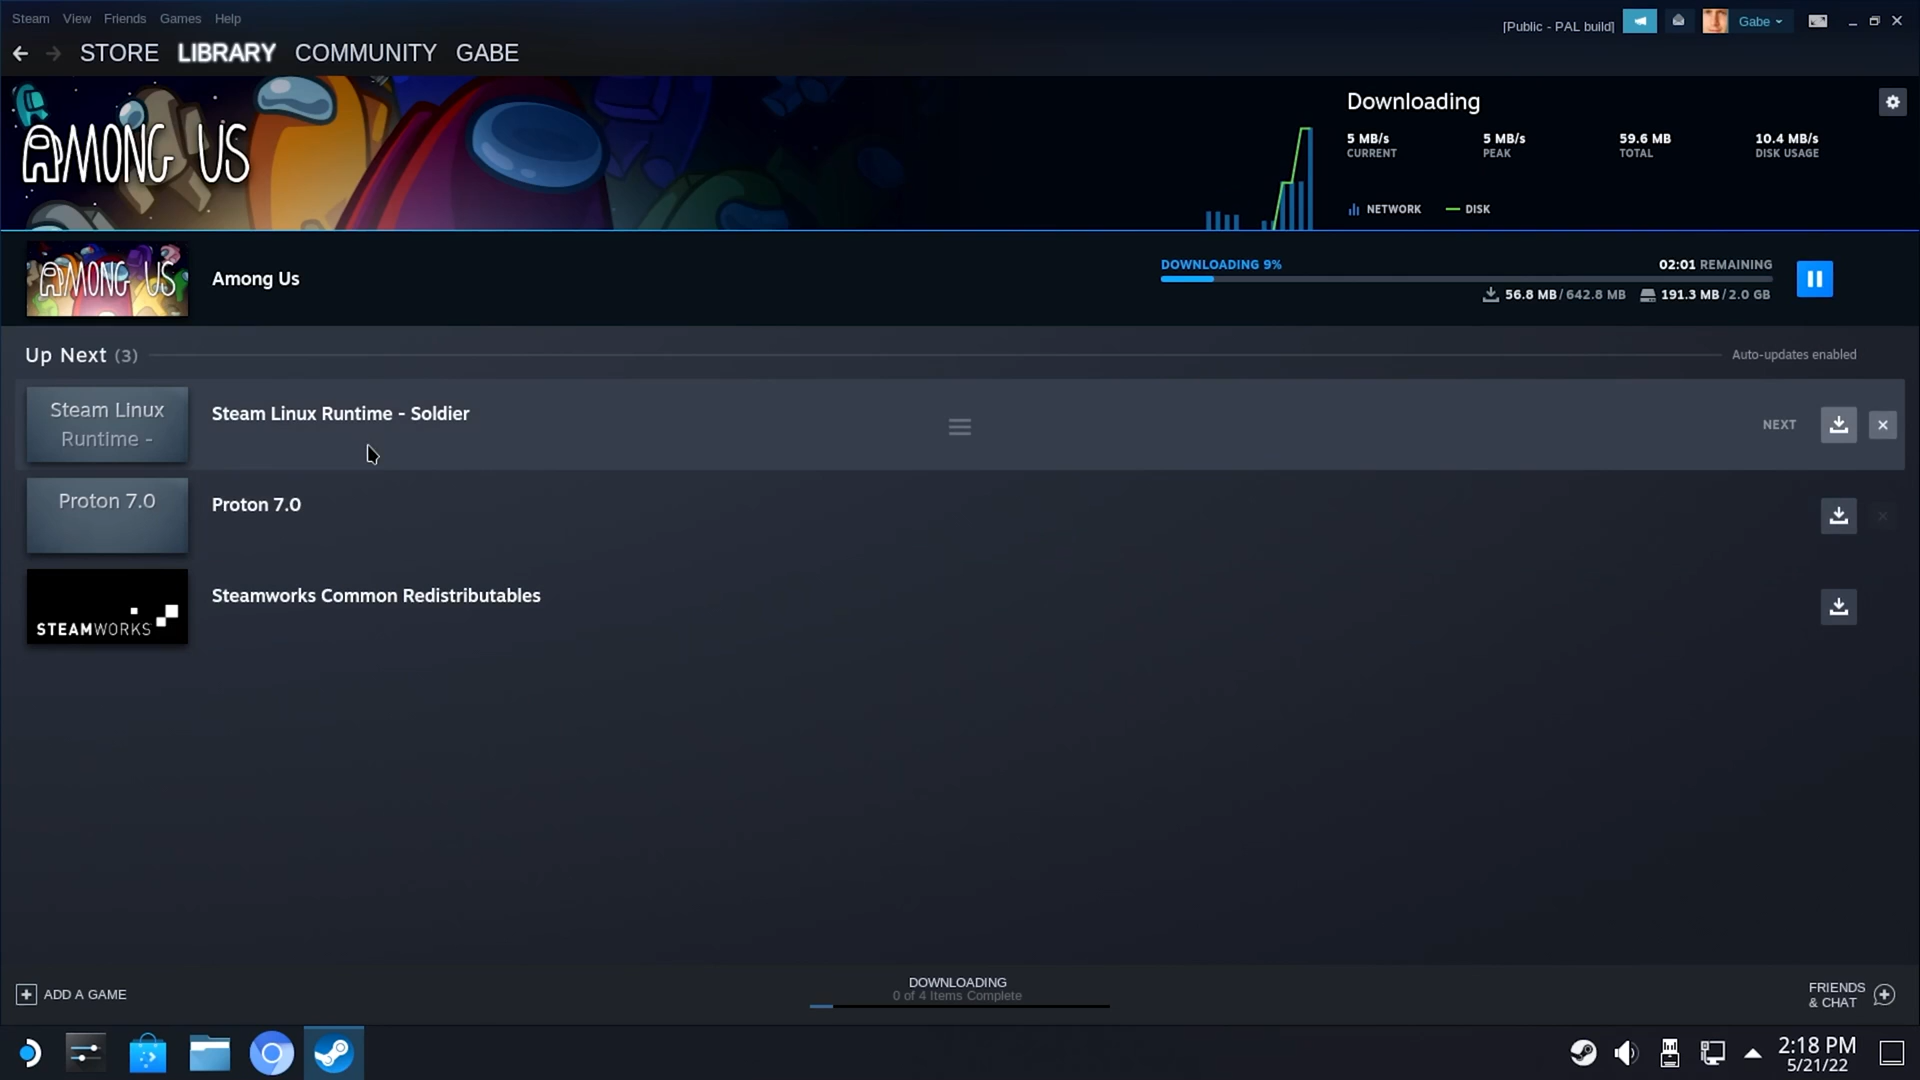 Steam View Friends Games Help
[Public - PAL build] Gabe
STORE LIBRARY COMMUNITY GABE
AMONG US
Downloading
5 MB/s 5 MB/s 59.6 MB 10.4 MB/s
CURRENT PEAK TOTAL DISK USAGE
NETWORK DISK
AMONG US
Among Us
DOWNLOADING 9% 02:01 REMAINING
56.8 MB/642.8 MB 191.3 MB/2.0 GB
Up Next (3) Auto-updates enabled
Steam Linux
Runtime -
Steam Linux Runtime - Soldier
NEXT
Proton 7.0
Proton 7.0
STEAMWORKS
Steamworks Common Redistributables
ADD A GAME
DOWNLOADING
0 of 4 Items Complete
FRIENDS
& CHAT
2:18 PM
5/21/22